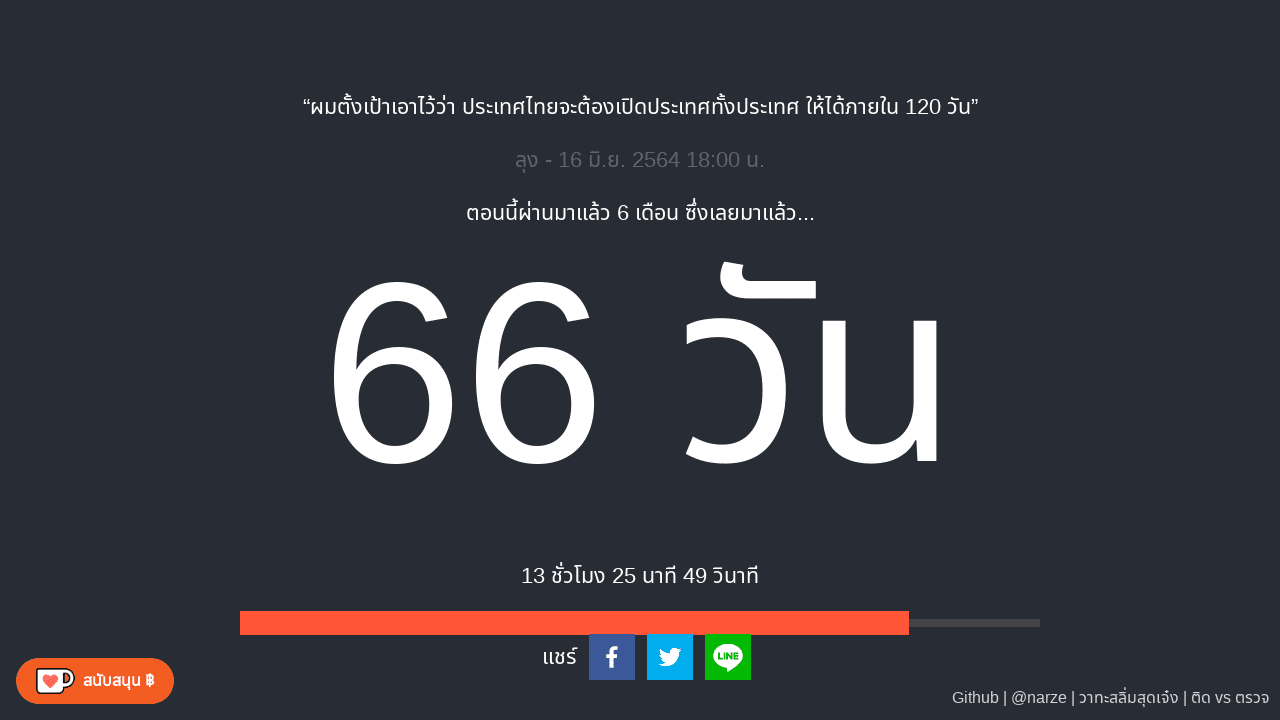 “ผมตั้งเป้าเอาไว้ว่า ประเทศไทยจะต้องเปิดประเทศทั้งประเทศ ให้ได้ภายใน 120 วัน”
ลุง - 16 มิ.ย. 2564 18:00 น.
ตอนนี้ผ่านมาแล้ว 6 เดือน ซึ่งเลยมาแล้ว...
66 วัน
13 ชั่วโมง 25 นาที 49 วินาที
แชร์
LINE
สนับสนุน ฿
Github | @narze | วาทะสลิ่มสุดเจ๋ง | ติด vs ตรวจ